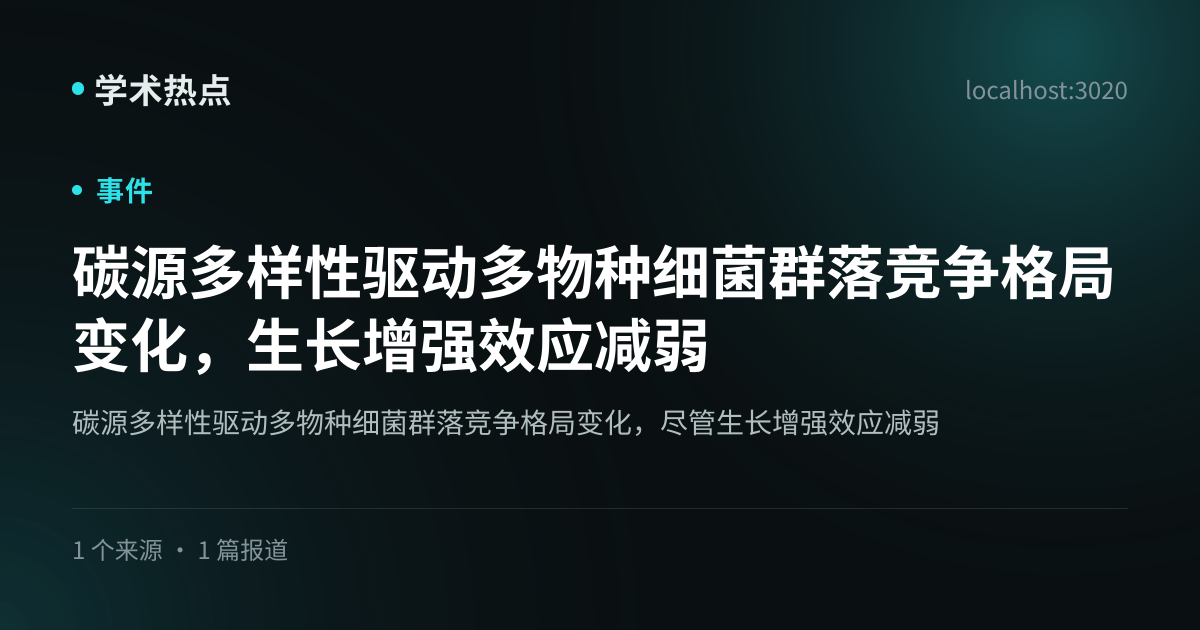 学术热点
localhost:3020
事件
碳源多样性驱动多物种细菌群落竞争格局
变化，生长增强效应减弱
碳源多样性驱动多物种细菌群落竞争格局变化，尽管生长增强效应减弱
1 个来源 · 1 篇报道